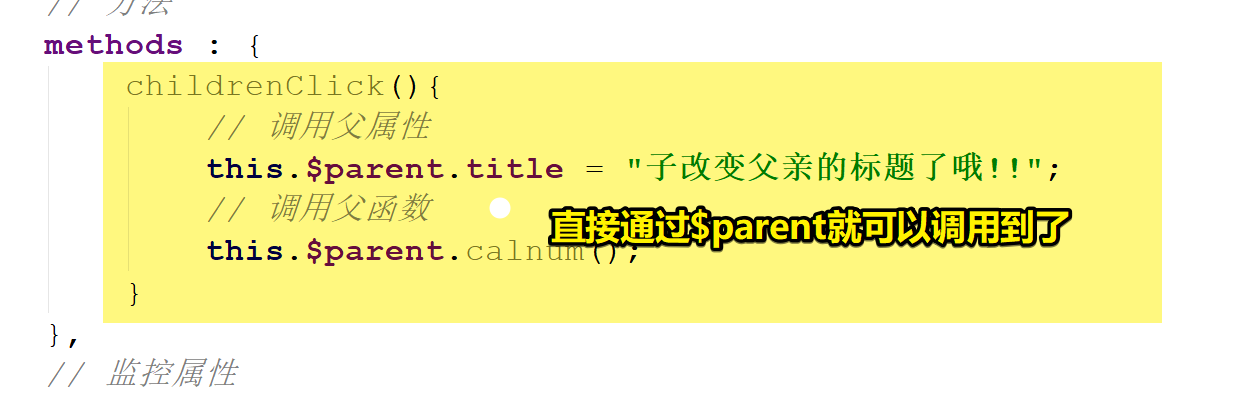 // 方法
methods : {
childrenClick(){
// 调用父属性
this.$parent.title = "子改变父亲的标题了哦!!";
// 调用父函数
直接通过$parent就可以调用到了
this.$parent.calnum();
}
},
// 监控属性